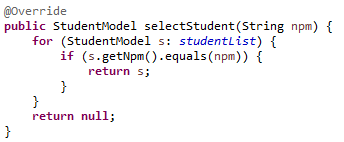 @Override
public StudentModel selectStudent(String npm) {
    for (StudentModel s: studentList) {
        if (s.getNpm().equals(npm)) {
            return s;
        }
    }
    return null;
}